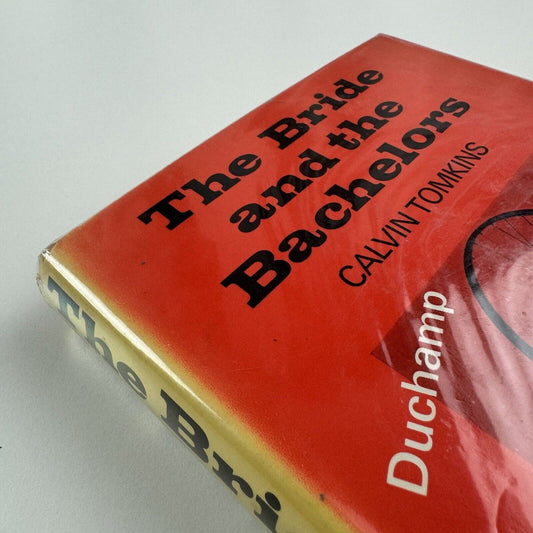 The Bride
and the
Bachelors
CALVIN TOMKINS
Duchamp
The Bri